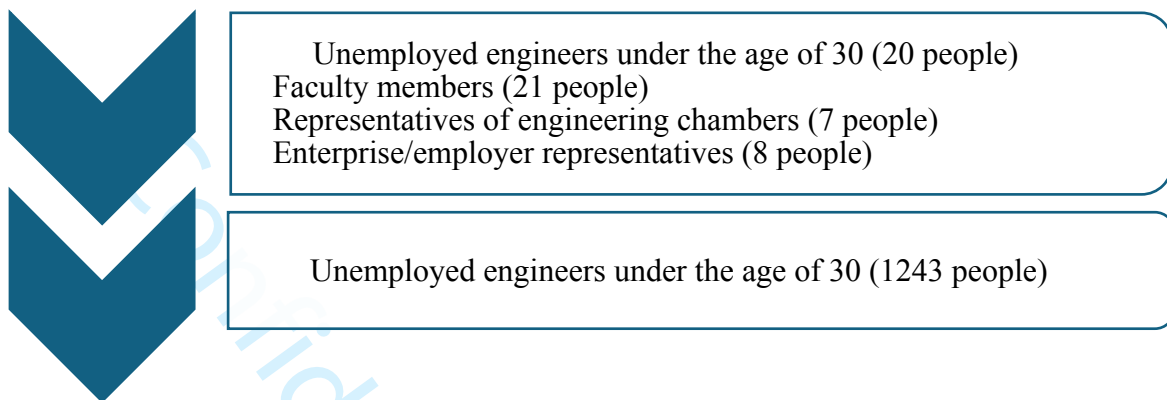 Unemployed engineers under the age of 30 (20 people)
Faculty members (21 people)
Representatives of engineering chambers (7 people)
Enterprise/employer representatives (8 people)
Unemployed engineers under the age of 30 (1243 people)
Confid